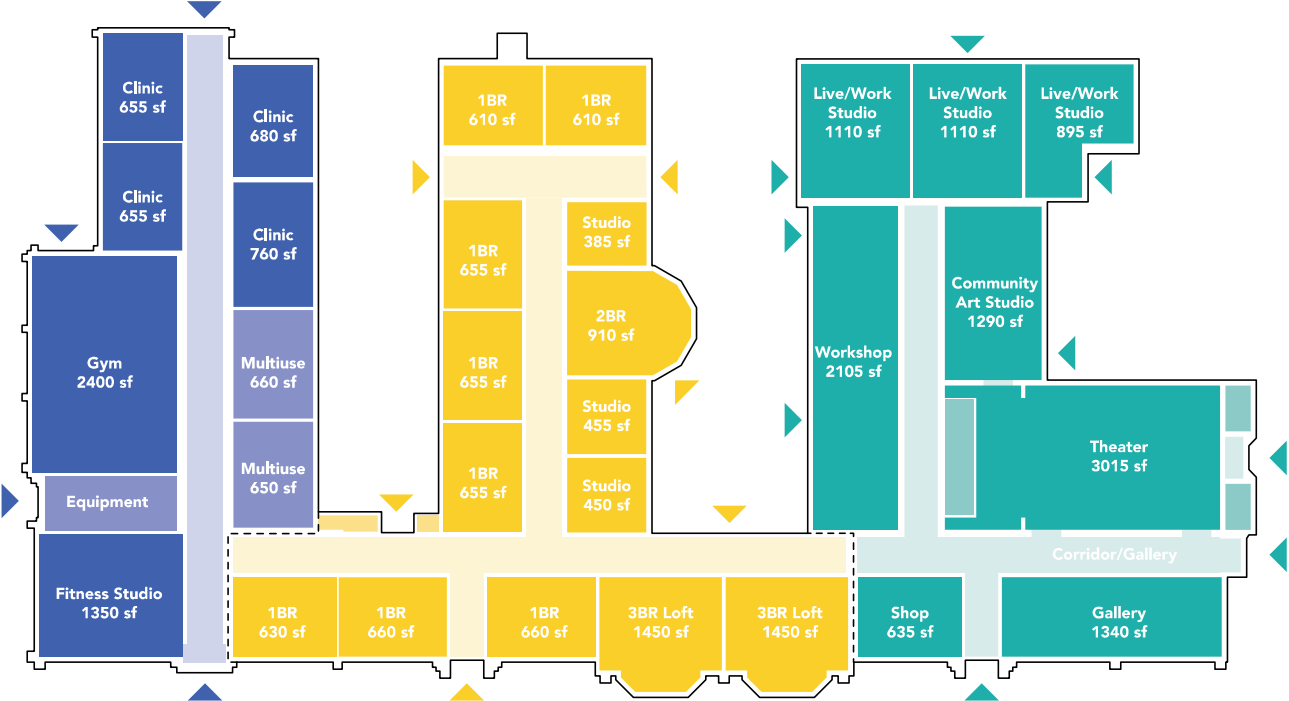 Clinic
655 sf
Clinic
655 sf
Clinic
680 sf
Clinic
760 sf
Gym
2400 sf
Multiuse
660 sf
Multiuse
650 sf
Equipment
Fitness Studio
1350 sf
1BR
610 sf
1BR
610 sf
1BR
655 sf
1BR
655 sf
1BR
655 sf
Studio
385 sf
2BR
910 sf
Studio
455 sf
Studio
450 sf
1BR
630 sf
1BR
660 sf
1BR
660 sf
3BR Loft
1450 sf
3BR Loft
1450 sf
Live/Work
Studio
1110 sf
Live/Work
Studio
1110 sf
Live/Work
Studio
895 sf
Workshop
2105 sf
Community
Art Studio
1290 sf
Theater
3015 sf
Corridor/Gallery
Shop
635 sf
Gallery
1340 sf